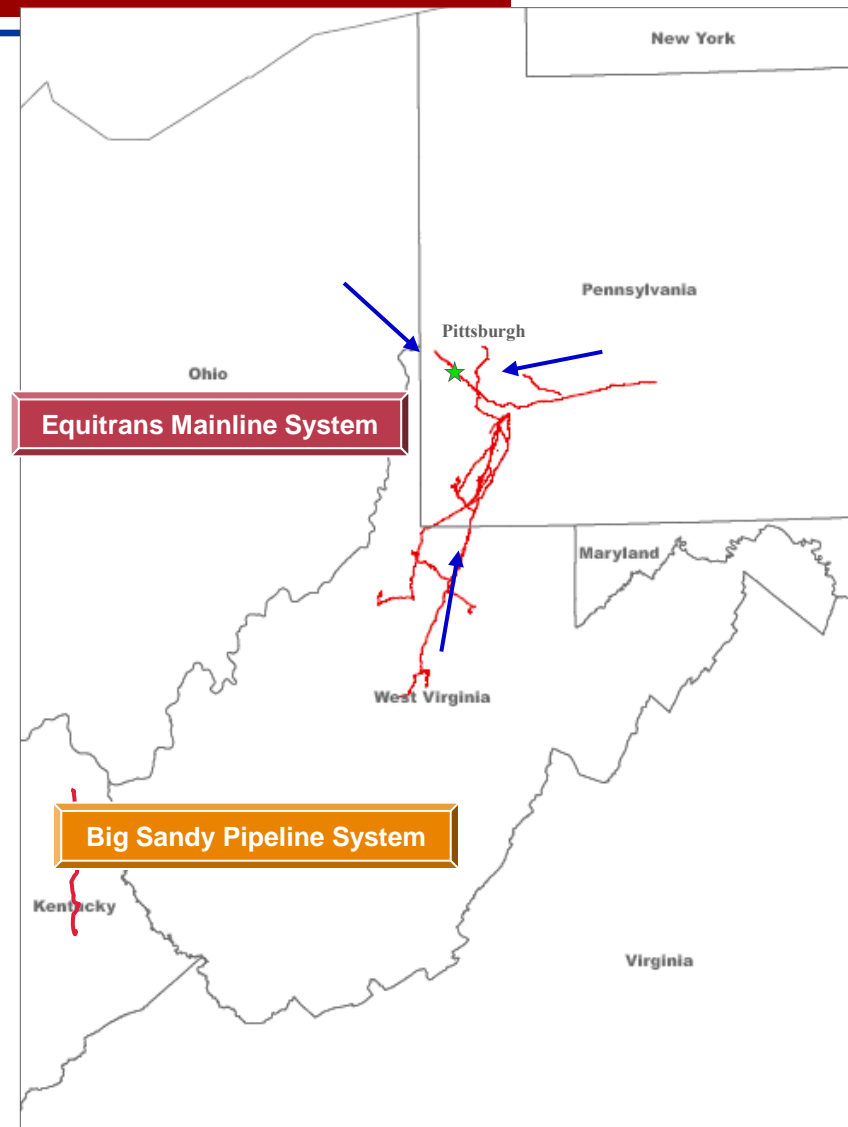 New York
Pennsylvania
Pittsburgh
Ohio
Equitrans Mainline System
Maryland
West Virginia
Big Sandy Pipeline System
Kentucky
Virginia